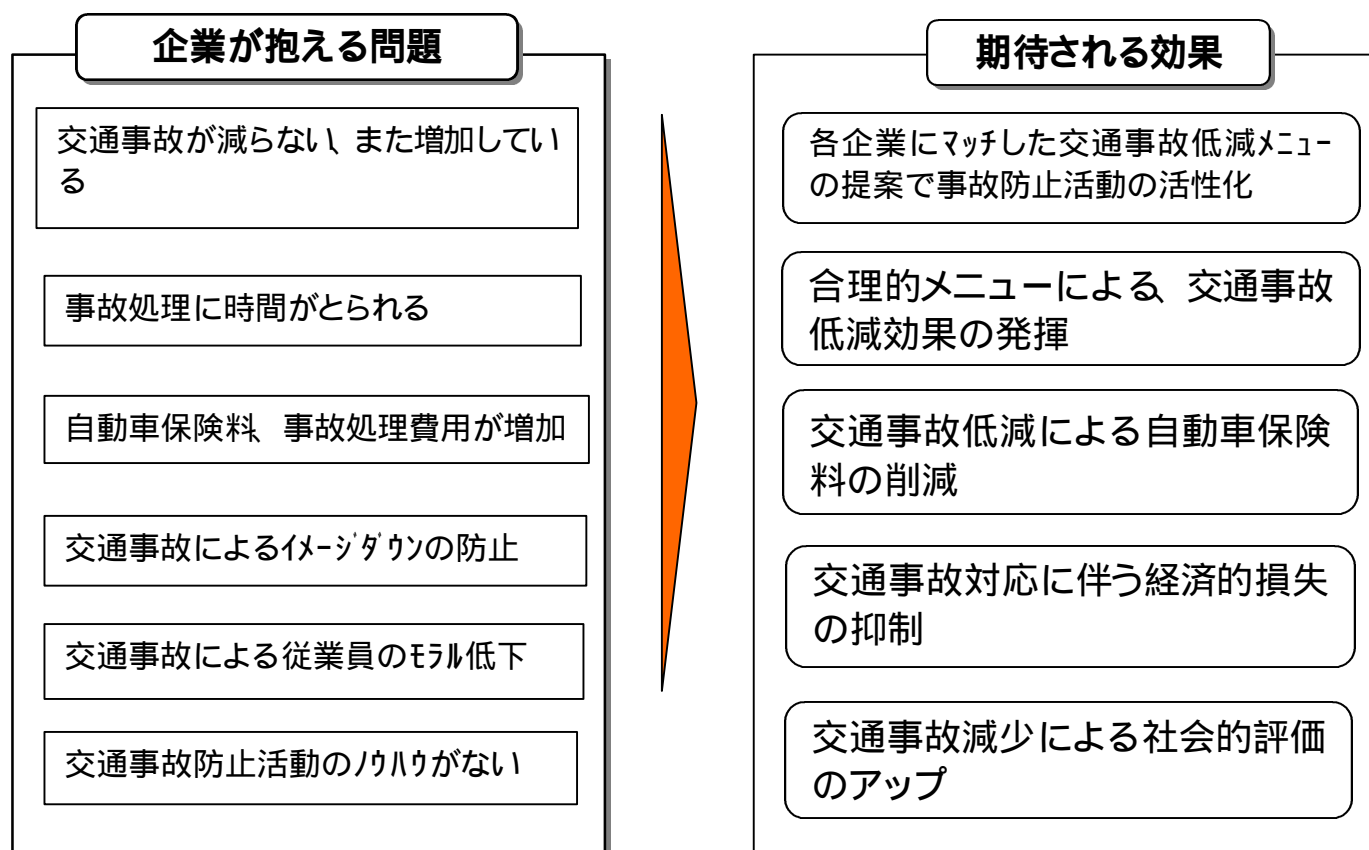 企業が抱える問題
交通事故が減らない、また増加してい
る
事故処理に時間がとられる
自動車保険料、事故処理費用が増加
交通事故によるｲﾒｰｼﾞﾀﾞｳﾝの防止
交通事故による従業員のﾓﾗﾙ低下
交通事故防止活動のﾉｳﾊｳがない
期待される効果
各企業にﾏｯﾁした交通事故低減ﾒﾆｭｰ
の提案で事故防止活動の活性化
合理的メニューによる、交通事故
低減効果の発揮
交通事故低減による自動車保険
料の削減
交通事故対応に伴う経済的損失
の抑制
交通事故減少による社会的評価
のアップ